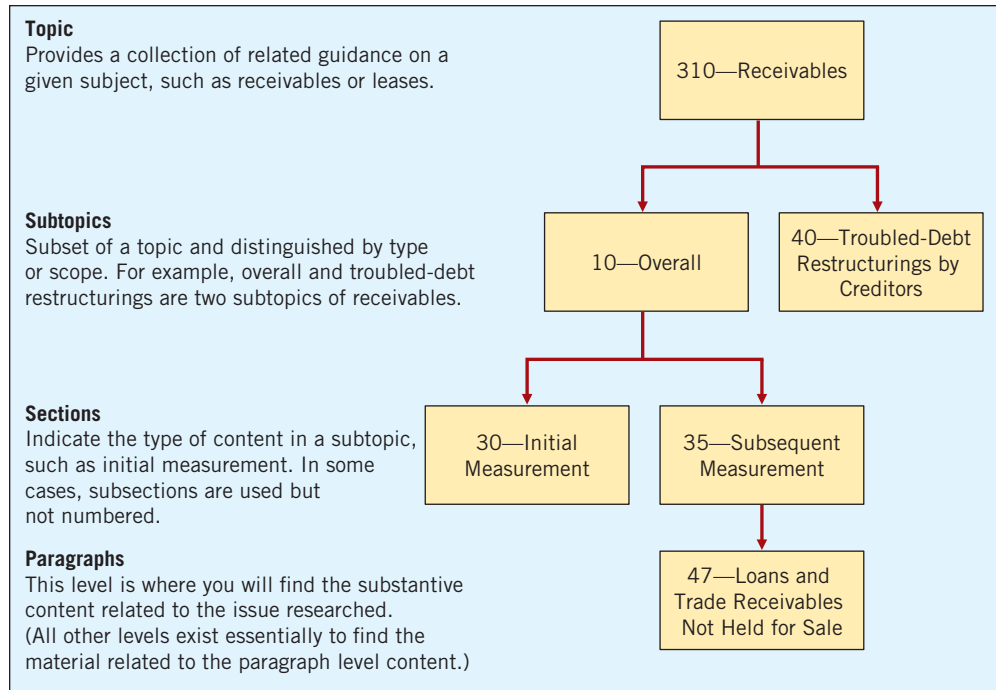 Topic
Provides a collection of related guidance on a
given subject, such as receivables or leases.
310—Receivables
Subtopics
Subset of a topic and distinguished by type
or scope. For example, overall and troubled-debt
restructurings are two subtopics of receivables.
10—Overall
40—Troubled-Debt
Restructurings by
Creditors
Sections
Indicate the type of content in a subtopic,
such as initial measurement. In some
cases, subsections are used but
not numbered.
30—Initial
Measurement
35—Subsequent
Measurement
Paragraphs
This level is where you will find the substantive
content related to the issue researched.
(All other levels exist essentially to find the
material related to the paragraph level content.)
47—Loans and
Trade Receivables
Not Held for Sale